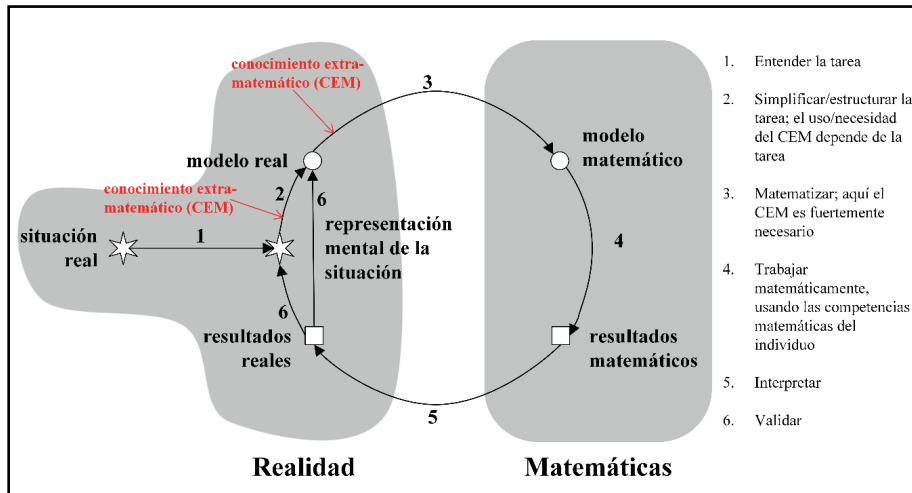 conocimiento extra-
matemático (CEM)
3
modelo real
modelo
matemático
conocimiento extra-
matemático (CEM)
2
6
representación
mental de la
situación
situación
real
1
4
6
resultados
reales
resultados
matemáticos
5
Realidad
Matemáticas
1. Entender la tarea
2. Simplificar/estructurar la
tarea; el uso/necesidad
del CEM depende de la
tarea
3. Matematizar; aquí el
CEM es fuertemente
necesario
4. Trabajar
matemáticamente,
usando las competencias
matemáticas del
individuo
5. Interpretar
6. Validar